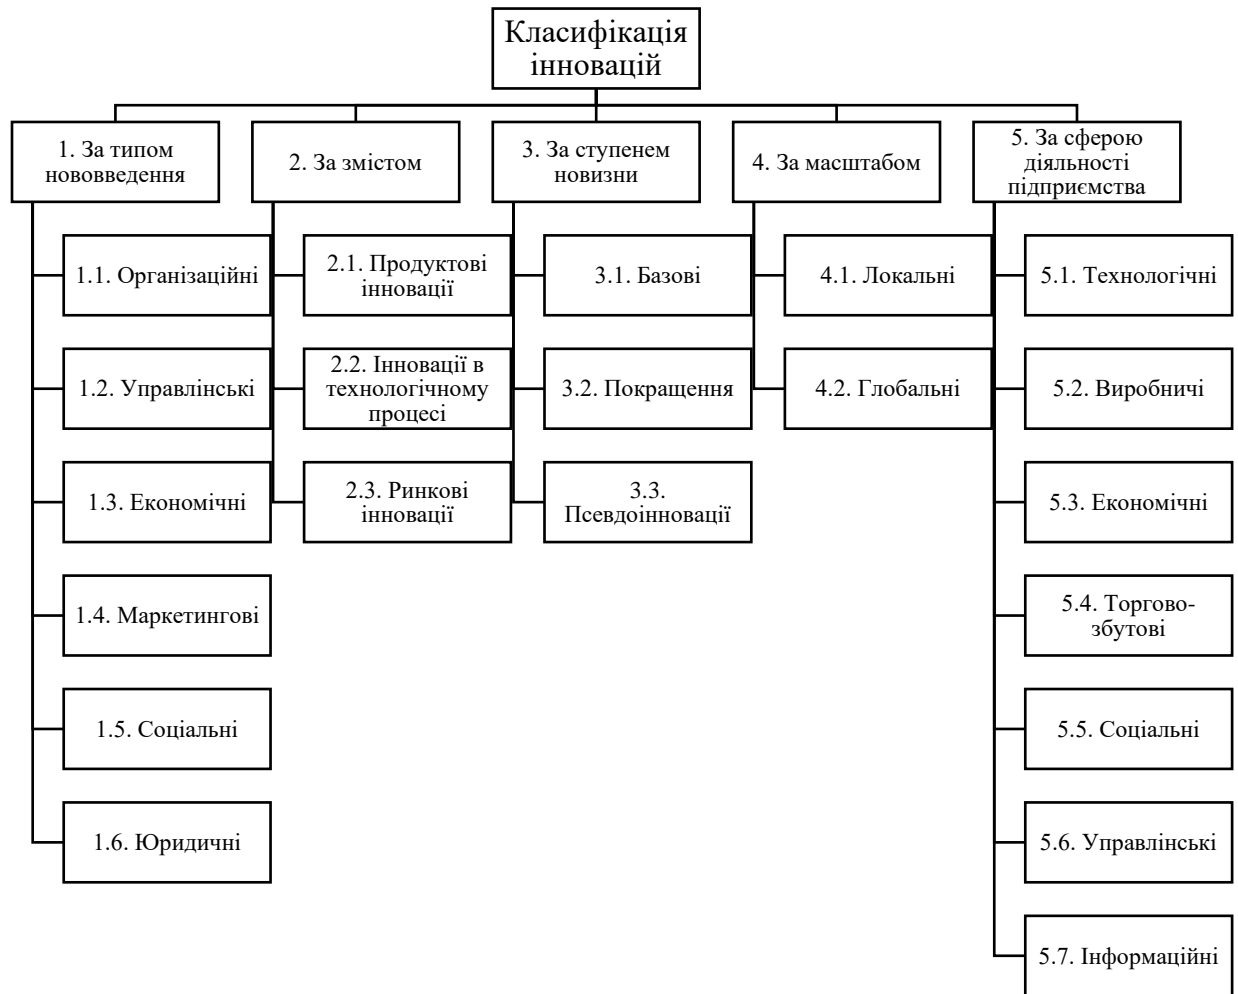 Класифікація
інновацій
1. За типом
нововведення
2. За змістом
3. За ступенем
новизни
4. За масштабом
5. За сферою
діяльності
підприємства
1.1. Організаційні
1.2. Управлінські
1.3. Економічні
1.4. Маркетингові
1.5. Соціальні
1.6. Юридичні
2.1. Продуктові
інновації
2.2. Інновації в
технологічному
процесі
2.3. Ринкові
інновації
3.1. Базові
3.2. Покращення
3.3.
Псевдоінновації
4.1. Локальні
4.2. Глобальні
5.1. Технологічні
5.2. Виробничі
5.3. Економічні
5.4. Торгово-
збутові
5.5. Соціальні
5.6. Управлінські
5.7. Інформаційні